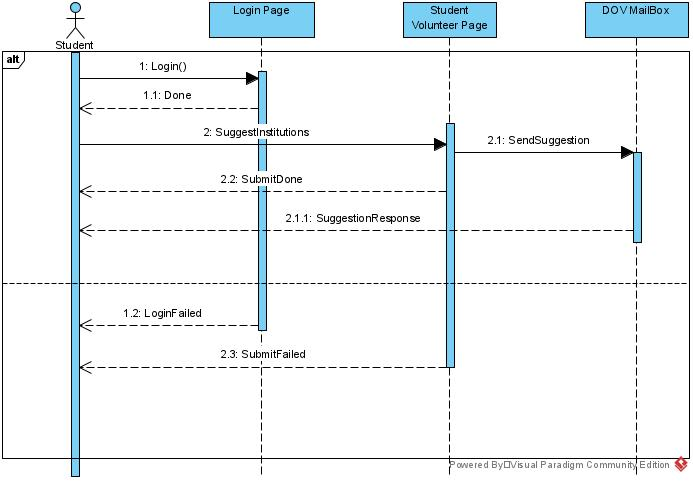 Login Page
Student
Volunteer Page
DOV MailBox
Student
alt
1: Login()
1.1: Done
2: SuggestInstitutions
2.1: SendSuggestion
2.2: SubmitDone
2.1.1: SuggestionResponse
1.2: LoginFailed
2.3: SubmitFailed
Powered By Visual Paradigm Community Edition